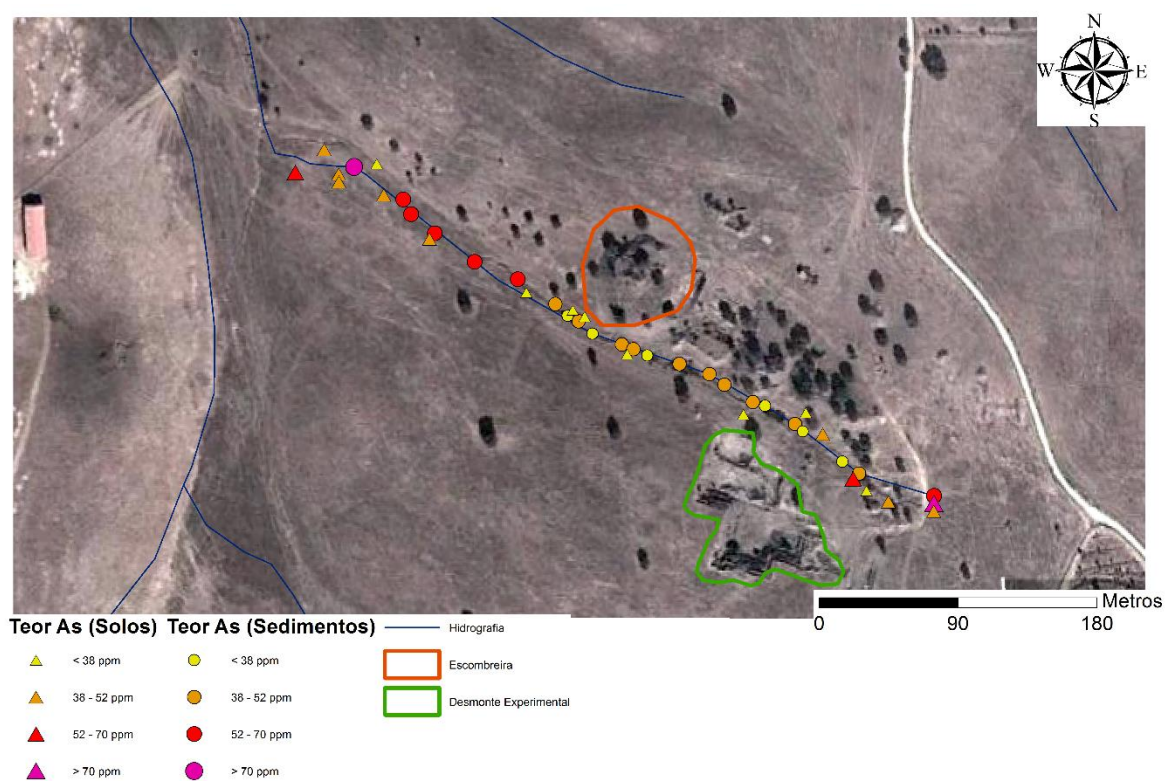 N
W E
S
Metros
0 90 180
Teor As (Solos) Teor As (Sedimentos) Hidrografia
< 38 ppm < 38 ppm Escombreira
38 - 52 ppm 38 - 52 ppm Desmonte Experimental
52 - 70 ppm 52 - 70 ppm
> 70 ppm > 70 ppm